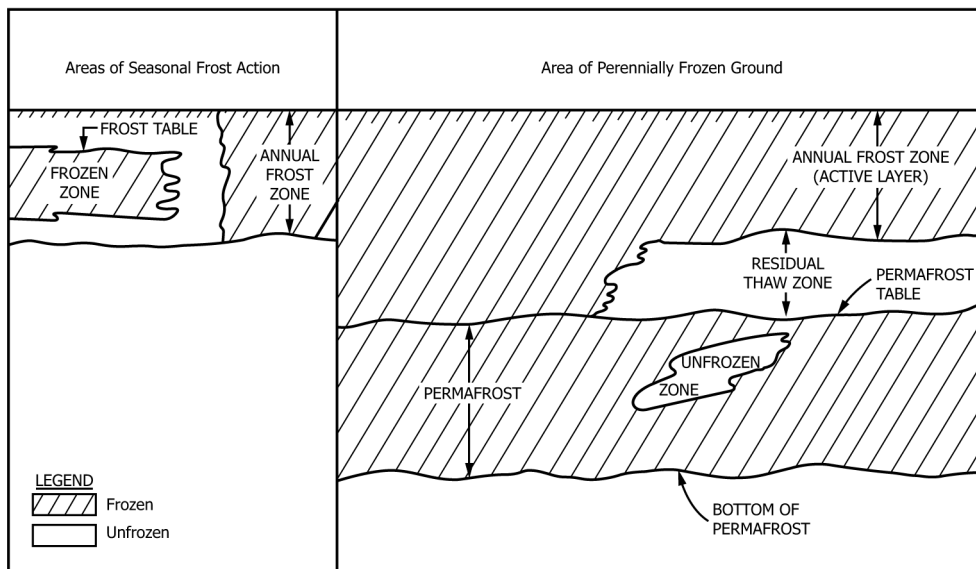 Areas of Seasonal Frost Action
Area of Perennially Frozen Ground
FROST TABLE
FROZEN
ZONE
ANNUAL
FROST
ZONE
ANNUAL FROST ZONE
(ACTIVE LAYER)
RESIDUAL
THAW ZONE
PERMAFROST
TABLE
UNFROZEN
ZONE
PERMAFROST
LEGEND
Frozen
Unfrozen
BOTTOM OF
PERMAFROST